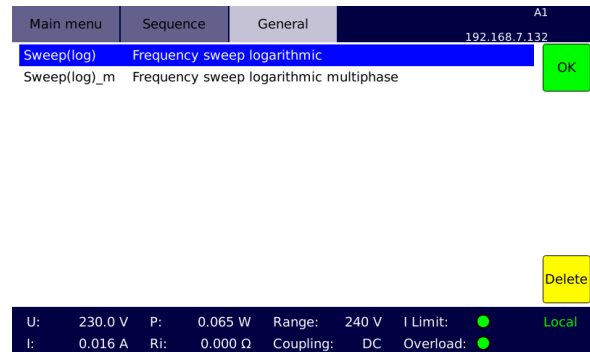 Main menu Sequence General A1
192.168.7.132
Sweep(log) Frequency sweep logarithmic
OK
Sweep(log)_m Frequency sweep logarithmic multiphase
Delete
U: 230.0 V P: 0.065 W Range: 240 V I Limit: Local
I: 0.016 A Ri: 0.000 Ω Coupling: DC Overload: